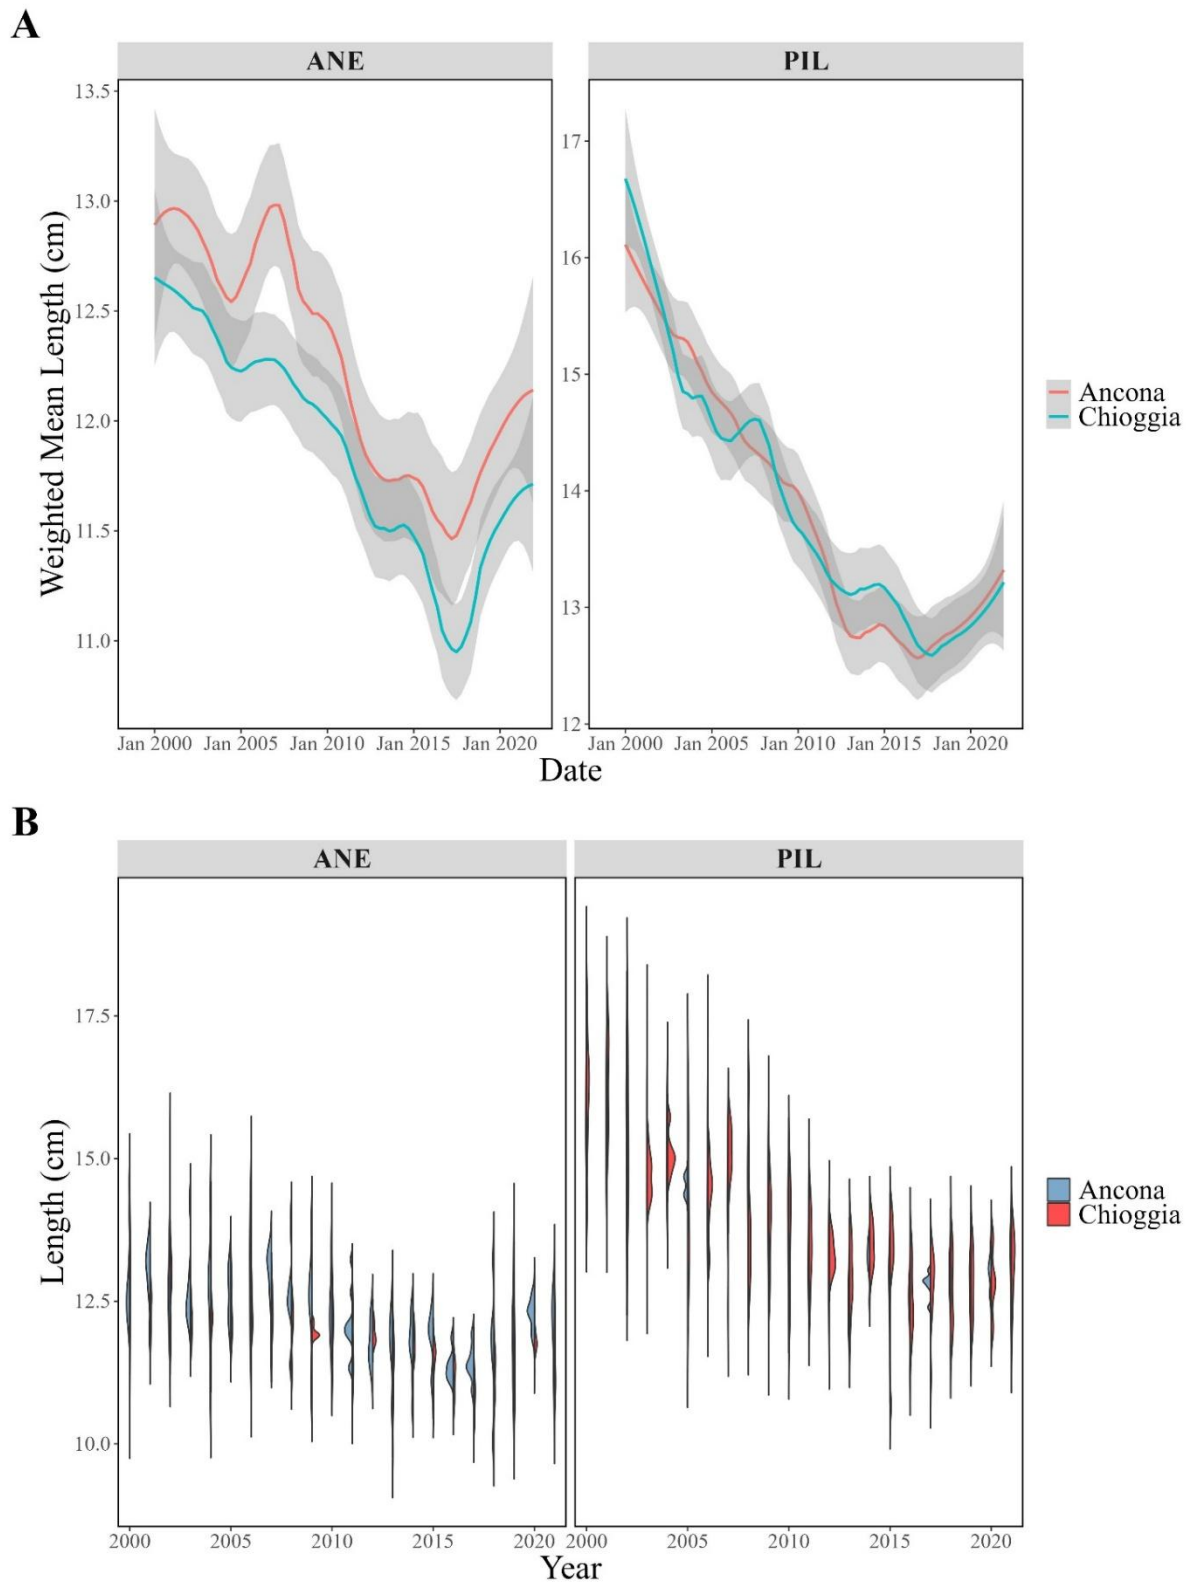 A
ANE
PIL
Weighted Mean Length (cm)
13.5
13.0
12.5
12.0
11.5
11.0
17
16
15
14
13
12
Jan 2000 Jan 2005 Jan 2010 Jan 2015 Jan 2020
Jan 2000 Jan 2005 Jan 2010 Jan 2015 Jan 2020
Date
Ancona
Chioggia
B
ANE
PIL
Length (cm)
17.5
15.0
12.5
10.0
2000 2005 2010 2015 2020
2000 2005 2010 2015 2020
Year
Ancona
Chioggia